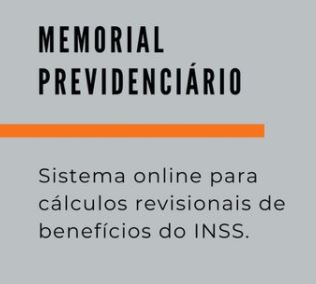 MEMORIAL
PREVIDENCIÁRIO
Sistema online para
cálculos revisionais de
benefícios do INSS.